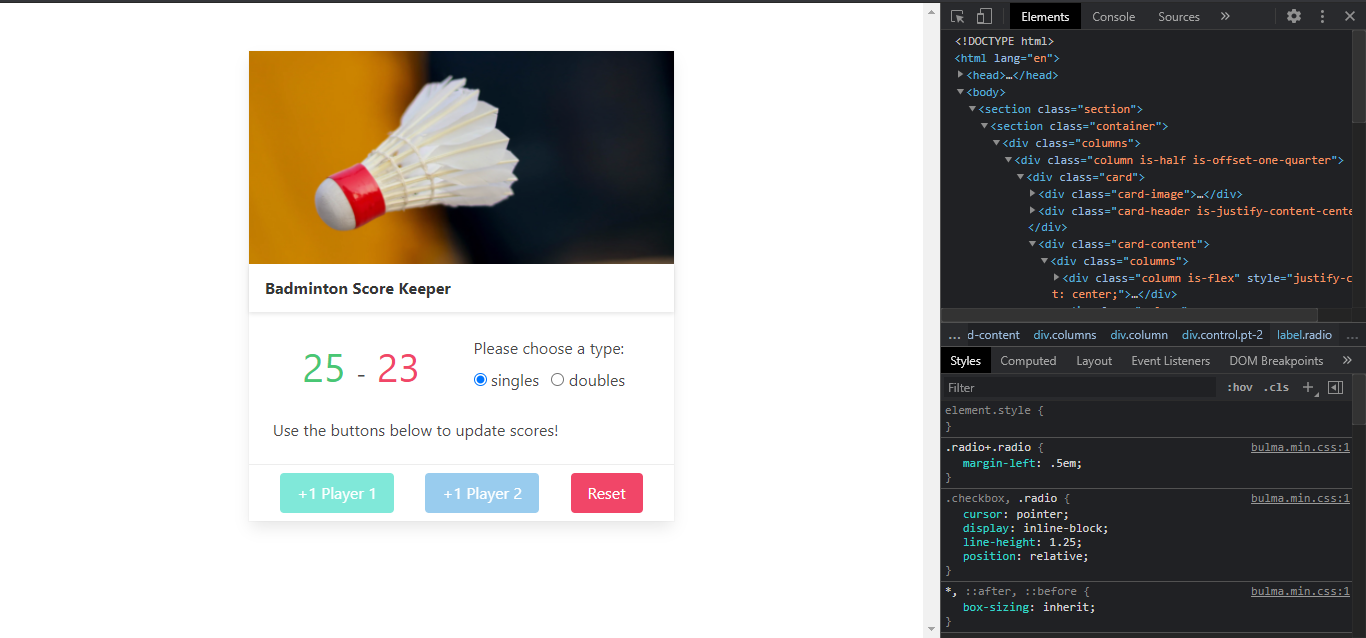 Badminton Score Keeper
25 - 23
Please choose a type:
singles doubles
Use the buttons below to update scores!
+1 Player 1 +1 Player 2 Reset
Elements Console Sources »
<!DOCTYPE html>
<html lang="en">
<head>…</head>
<body>
<section class="section">
<section class="container">
<div class="columns">
<div class="column is-half is-offset-one-quarter">
<div class="card">
<div class="card-image">…</div>
<div class="card-header is-justify-content-cente
</div>
<div class="card-content">
<div class="columns">
<div class="column is-flex" style="justify-c
t: center;">…</div>
... d-content div.columns div.column div.control.pt-2 label.radio ...
Styles Computed Layout Event Listeners DOM Breakpoints »
Filter :hov .cls +
element.style {
}
.radio+.radio { bulma.min.css:1
margin-left: .5em;
}
.checkbox, .radio { bulma.min.css:1
cursor: pointer;
display: inline-block;
line-height: 1.25;
position: relative;
}
*, ::after, ::before { bulma.min.css:1
box-sizing: inherit;
}